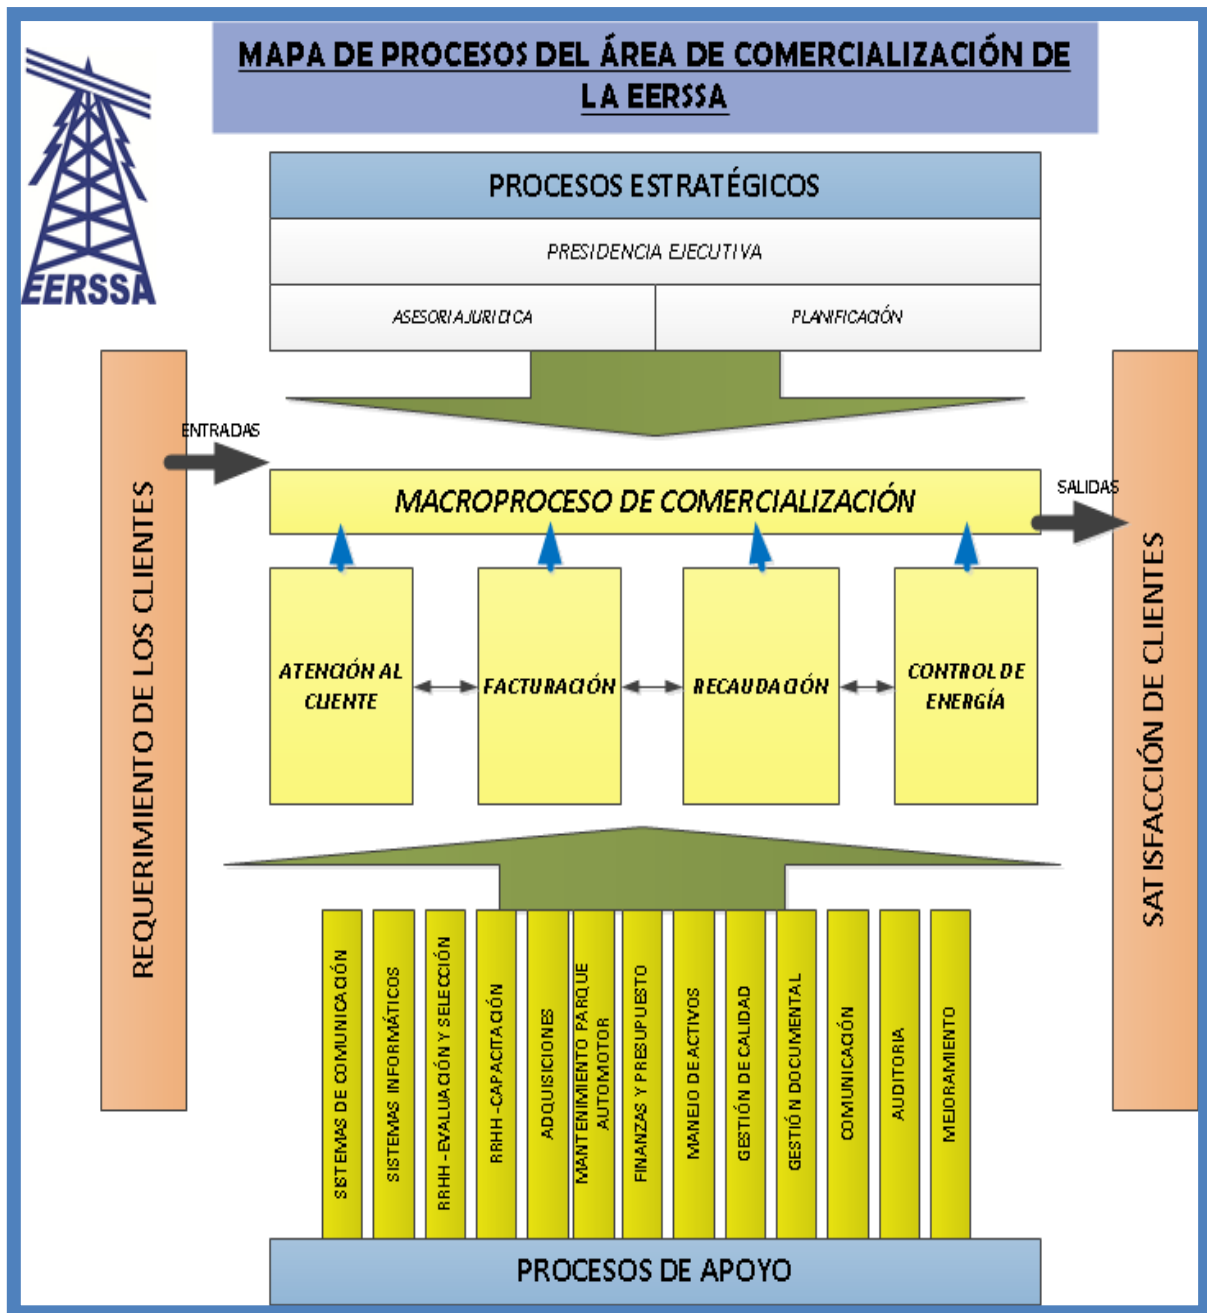 MAPA DE PROCESOS DEL ÁREA DE COMERCIALIZACIÓN DE
LA EERSSA
EERSSA
PROCESOS ESTRATÉGICOS
PRESIDENCIA EJECUTIVA
ASESORIA JURIDICA
PLANIFICACIÓN
REQUERIMIENTO DE LOS CLIENTES
ENTRADAS
MACROPROCESO DE COMERCIALIZACIÓN
SALIDAS
SATISFACCIÓN DE CLIENTES
ATENCIÓN AL
CLIENTE
FACTURACIÓN
RECAUDACIÓN
CONTROL DE
ENERGÍA
SISTEMAS DE COMUNICACIÓN
SISTEMAS INFORMÁTICOS
RRHH - EVALUACIÓN Y SELECCIÓN
RRHH -CAPACITACIÓN
ADQUISICIONES
MANTENIMIENTO PARQUE
AUTOMOTOR
FINANZAS Y PRESUPUESTO
MANEJO DE ACTIVOS
GESTIÓN DE CALIDAD
GESTIÓN DOCUMENTAL
COMUNICACIÓN
AUDITORIA
MEJORAMIENTO
PROCESOS DE APOYO